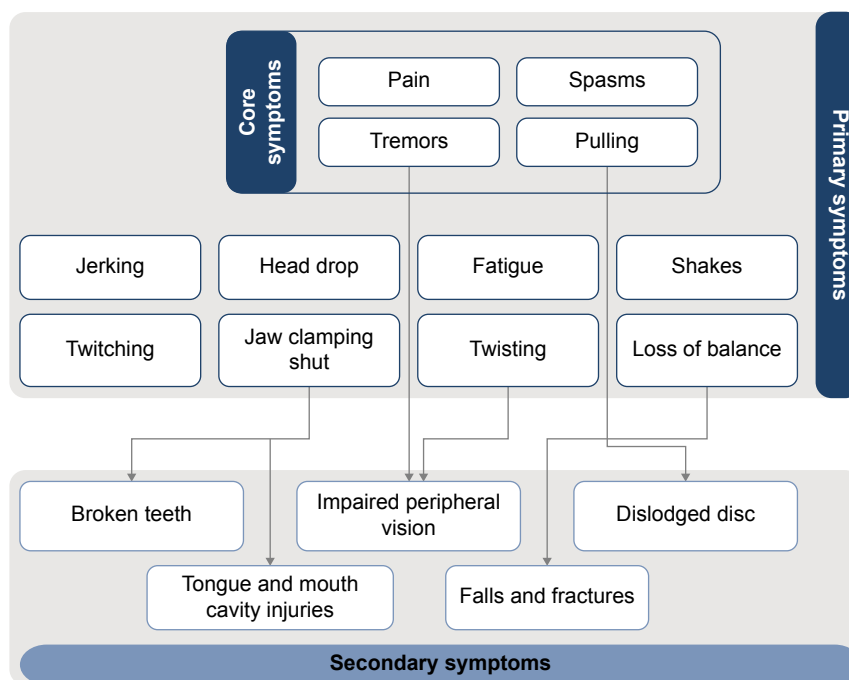 Core
symptoms
Pain
Spasms
Tremors
Pulling
Primary symptoms
Jerking
Head drop
Fatigue
Shakes
Twitching
Jaw clamping
shut
Twisting
Loss of balance
Broken teeth
Impaired peripheral
vision
Dislodged disc
Tongue and mouth
cavity injuries
Falls and fractures
Secondary symptoms